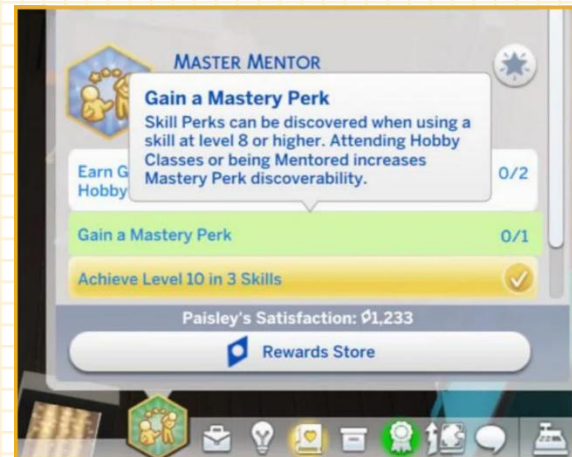 MASTER MENTOR
Gain a Mastery Perk
Skill Perks can be discovered when using a
skill at level 8 or higher. Attending Hobby
Classes or being Mentored increases
Mastery Perk discoverability.
Earn G
Hobby
0/2
Gain a Mastery Perk 0/1
Achieve Level 10 in 3 Skills
Paisley's Satisfaction: 1,233
Rewards Store